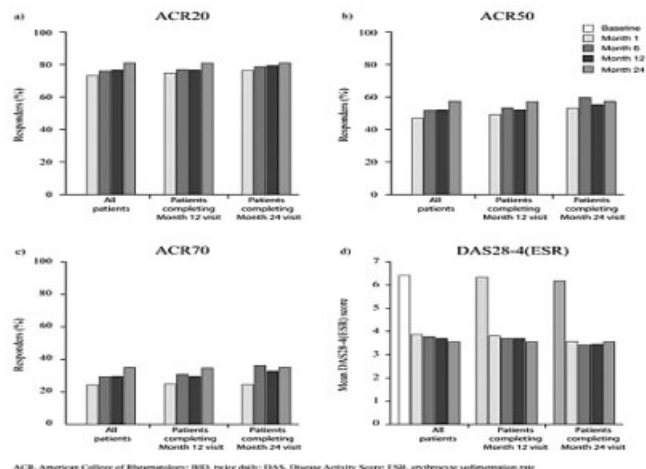 a) ACR20
Responders (%)
100
80
60
40
20
0
All
patients
Patients
completing
Month 12 visit
Patients
completing
Month 24 visit
b) ACR50
Responders (%)
100
80
60
40
20
0
All
patients
Patients
completing
Month 12 visit
Patients
completing
Month 24 visit
Baseline
Month 1
Month 6
Month 12
Month 24
c) ACR70
Responders (%)
100
80
60
40
20
0
All
patients
Patients
completing
Month 12 visit
Patients
completing
Month 24 visit
d) DAS28-4(ESR)
Mean DAS28-4(ESR) score
7
6
5
4
3
2
1
0
All
patients
Patients
completing
Month 12 visit
Patients
completing
Month 24 visit
ACR, American College of Rheumatology; BID, twice daily; DAS, Disease Activity Score; ESR, erythrocyte sedimentation rate